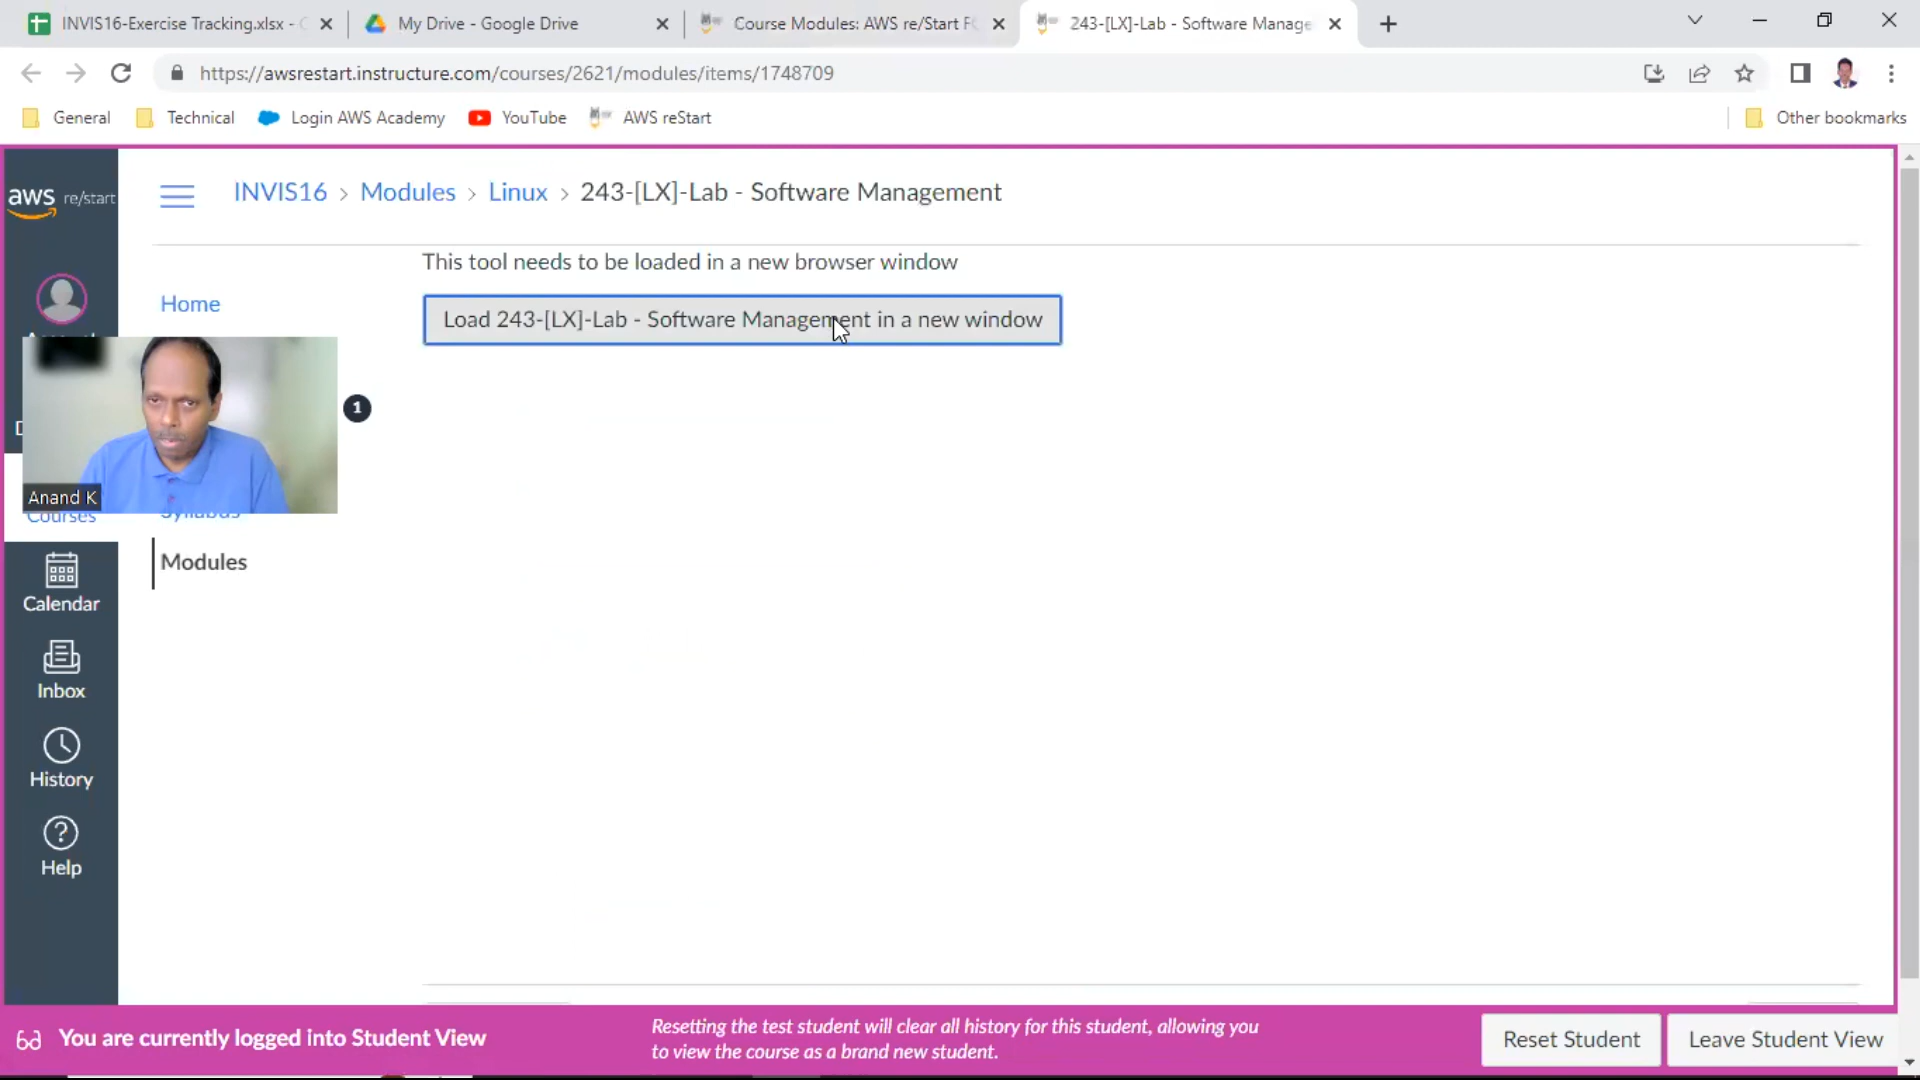 INVIS16-Exercise Tracking.xlsx -
My Drive - Google Drive
Course Modules: AWS re/Start
243-[LX]-Lab - Software Manage
https://awsrestart.instructure.com/courses/2621/modules/items/1748709
General
Technical
Login AWS Academy
YouTube
AWS reStart
Other bookmarks
aws re/start
INVIS16 > Modules > Linux > 243-[LX]-Lab - Software Management
This tool needs to be loaded in a new browser window
Load 243-[LX]-Lab - Software Management in a new window
Home
1
Anand K
Courses
Syllabus
Modules
Calendar
Inbox
History
Help
You are currently logged into Student View
Resetting the test student will clear all history for this student, allowing you
to view the course as a brand new student.
Reset Student
Leave Student View